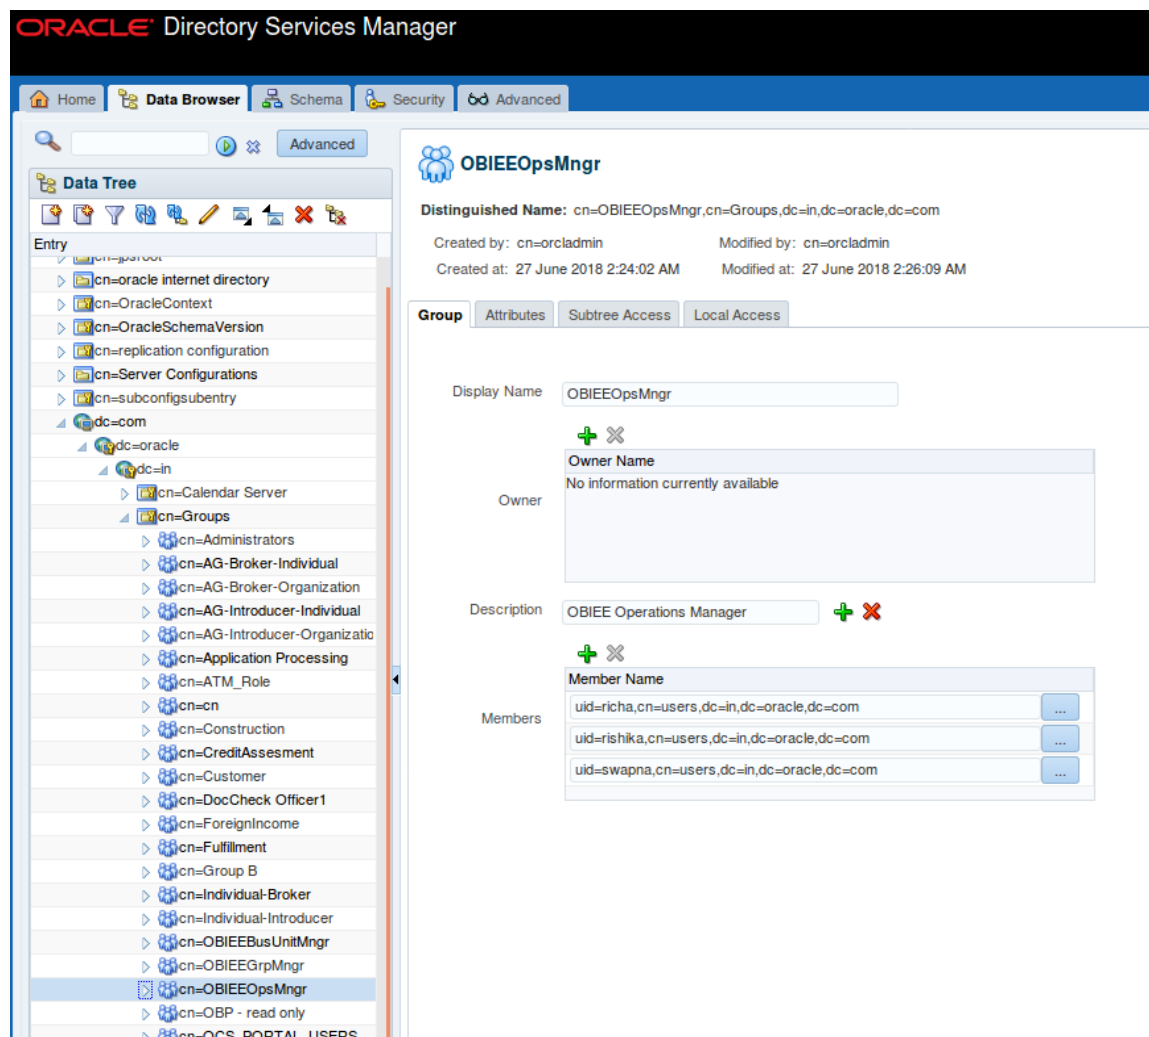 ORACLE Directory Services Manager
Home Data Browser Schema Security Advanced
Advanced
Data Tree
Entry
cn=jpsroot
cn=oracle internet directory
cn=OracleContext
cn=OracleSchemaVersion
cn=replication configuration
cn=Server Configurations
cn=subconfigsubentry
dc=com
dc=oracle
dc=in
cn=Calendar Server
cn=Groups
cn=Administrators
cn=AG-Broker-Individual
cn=AG-Broker-Organization
cn=AG-Introducer-Individual
cn=AG-Introducer-Organizatio
cn=Application Processing
cn=ATM_Role
cn=cn
cn=Construction
cn=CreditAssesment
cn=Customer
cn=DocCheck Officer1
cn=ForeignIncome
cn=Fulfillment
cn=Group B
cn=Individual-Broker
cn=Individual-Introducer
cn=OBIEEBusUnitMngr
cn=OBIEEGrpMngr
cn=OBIEEOpsMngr
cn=OBP - read only
cn=OCS_PORTAL_USERS
OBIEEOpsMngr
Distinguished Name: cn=OBIEEOpsMngr,cn=Groups,dc=in,dc=oracle,dc=com
Created by: cn=orcladmin Modified by: cn=orcladmin
Created at: 27 June 2018 2:24:02 AM Modified at: 27 June 2018 2:26:09 AM
Group Attributes Subtree Access Local Access
Display Name OBIEEOpsMngr
Owner Name
No information currently available
Owner
Description OBIEE Operations Manager
Member Name
uid=richa,cn=users,dc=in,dc=oracle,dc=com ...
Members
uid=rishika,cn=users,dc=in,dc=oracle,dc=com ...
uid=swapna,cn=users,dc=in,dc=oracle,dc=com ...